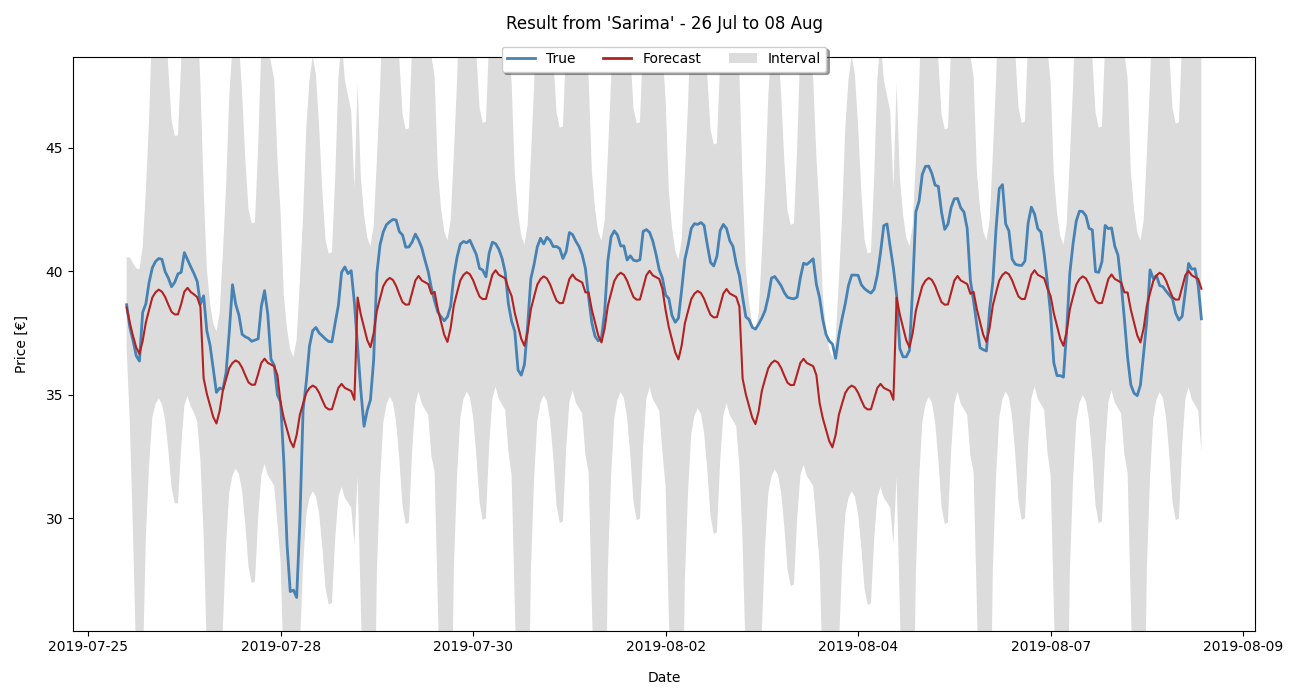 Result from 'Sarima' - 26 Jul to 08 Aug
True Forecast Interval
Price [€]
45
40
35
30
2019-07-25 2019-07-28 2019-07-30 2019-08-02 2019-08-04 2019-08-07 2019-08-09
Date